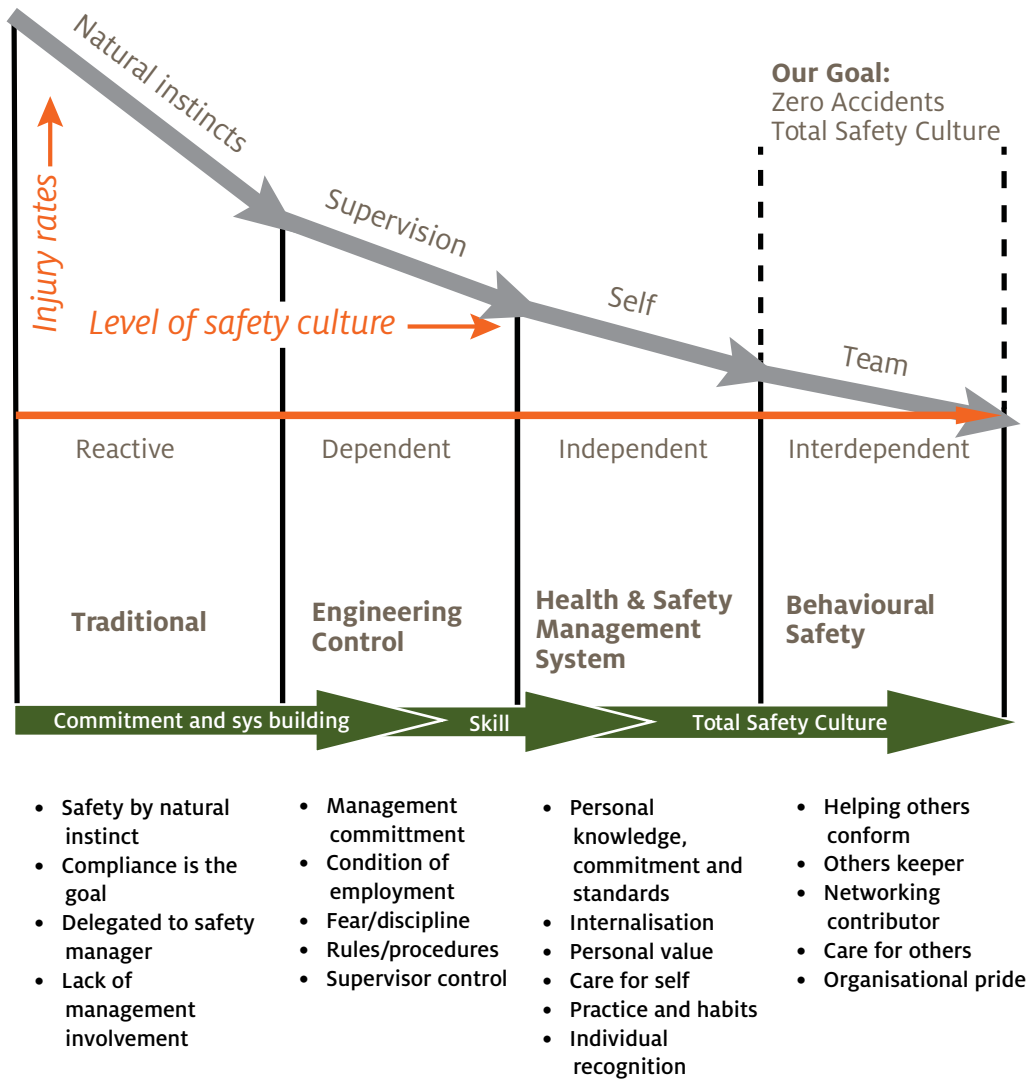 Natural instincts
Our Goal:
Zero Accidents
Total Safety Culture
Injury rates
Supervision
Level of safety culture
Self
Team
Reactive
Dependent
Independent
Interdependent
Traditional
Engineering
Control
Health & Safety
Management
System
Behavioural
Safety
Commitment and sys building
Skill
Total Safety Culture
• Safety by natural
instinct
• Compliance is the
goal
• Delegated to safety
manager
• Lack of
management
involvement
• Management
committment
• Condition of
employment
• Fear/discipline
• Rules/procedures
• Supervisor control
• Personal
knowledge,
commitment and
standards
• Internalisation
• Personal value
• Care for self
• Practice and habits
• Individual
recognition
• Helping others
conform
• Others keeper
• Networking
contributor
• Care for others
• Organisational pride